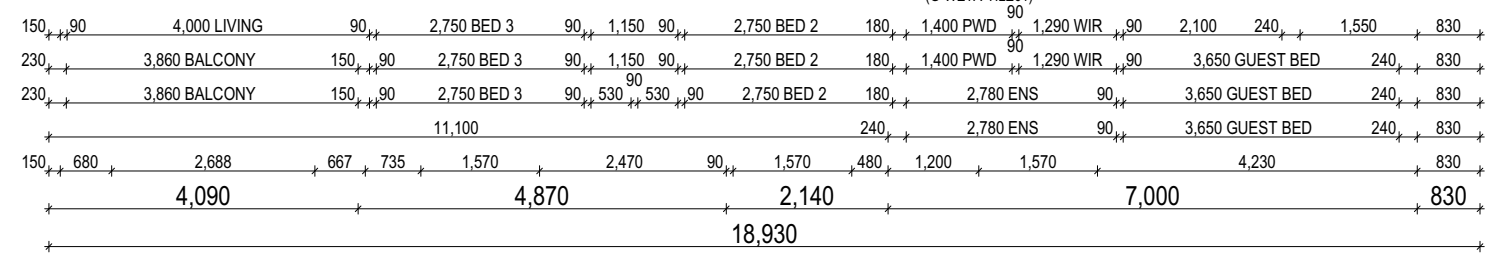 90
150 90 4,000 LIVING 90 2,750 BED 3 90 1,150 90 2,750 BED 2 180 1,400 PWD 1,290 WIR 90 2,100 240 1,550 830
90
230 3,860 BALCONY 150 90 2,750 BED 3 90 1,150 90 2,750 BED 2 180 1,400 PWD 1,290 WIR 90 3,650 GUEST BED 240 830
90
230 3,860 BALCONY 150 90 2,750 BED 3 90 530 530 90 2,750 BED 2 180 2,780 ENS 90 3,650 GUEST BED 240 830
11,100 240 2,780 ENS 90 3,650 GUEST BED 240 830
150 680 2,688 667 735 1,570 2,470 90 1,570 480 1,200 1,570 4,230 830
4,090 4,870 2,140 7,000 830
18,930